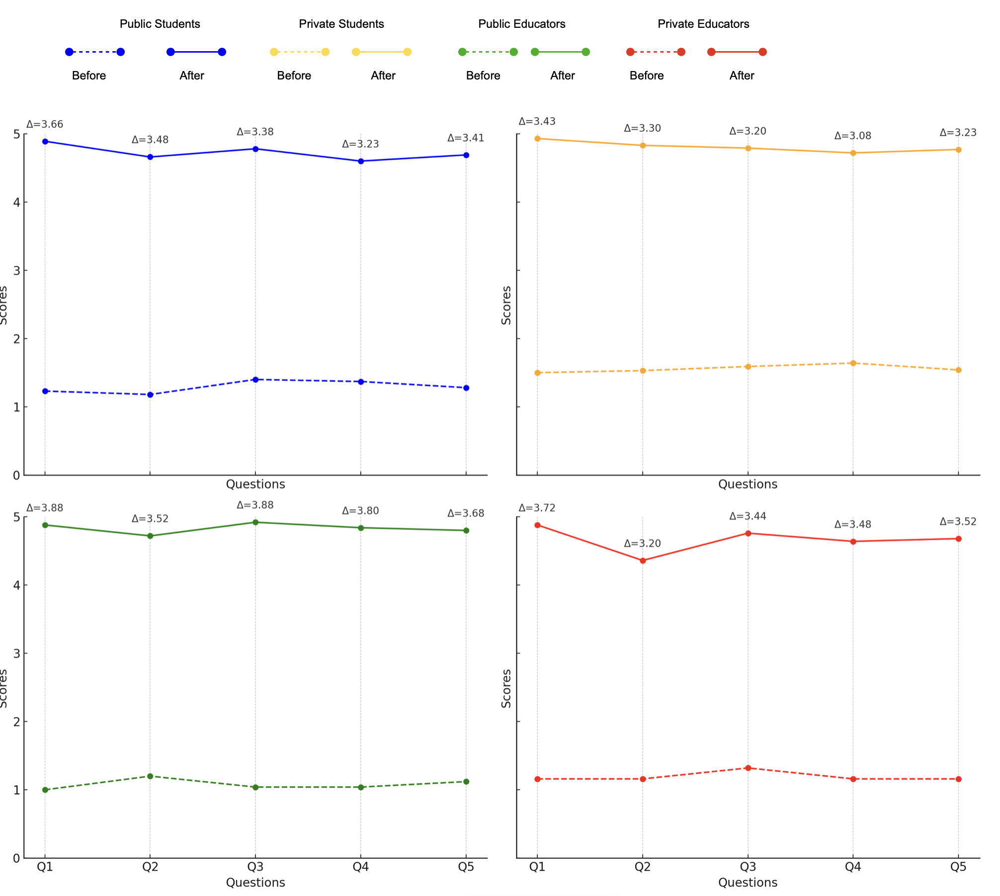 Public Students Private Students Public Educators Private Educators
Before After Before After Before After Before After
Δ=3.66 Δ=3.48 Δ=3.38 Δ=3.23 Δ=3.41
5
4
3
2
1
0
Scores
Questions
Δ=3.43 Δ=3.30 Δ=3.20 Δ=3.08 Δ=3.23
Scores
Questions
Δ=3.88 Δ=3.52 Δ=3.88 Δ=3.80 Δ=3.68
5
4
3
2
1
0
Scores
Q1 Q2 Q3 Q4 Q5
Questions
Δ=3.72 Δ=3.20 Δ=3.44 Δ=3.48 Δ=3.52
Scores
Q1 Q2 Q3 Q4 Q5
Questions